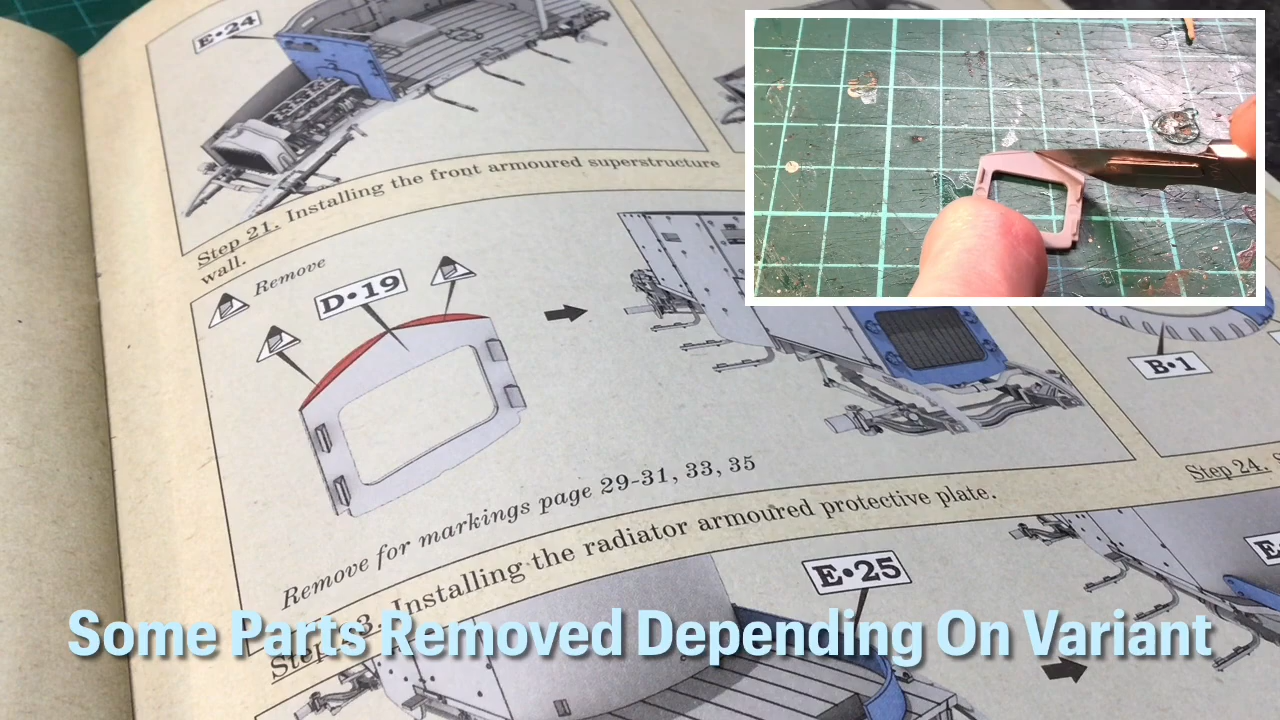 E•24
Step 21. Installing the front armoured superstructure
wall.
Remove
D•19
B•1
Remove for markings page 29-31, 33, 35
Step 24.
Installing the radiator armoured protective plate.
E•25
Some Parts Removed Depending On Variant